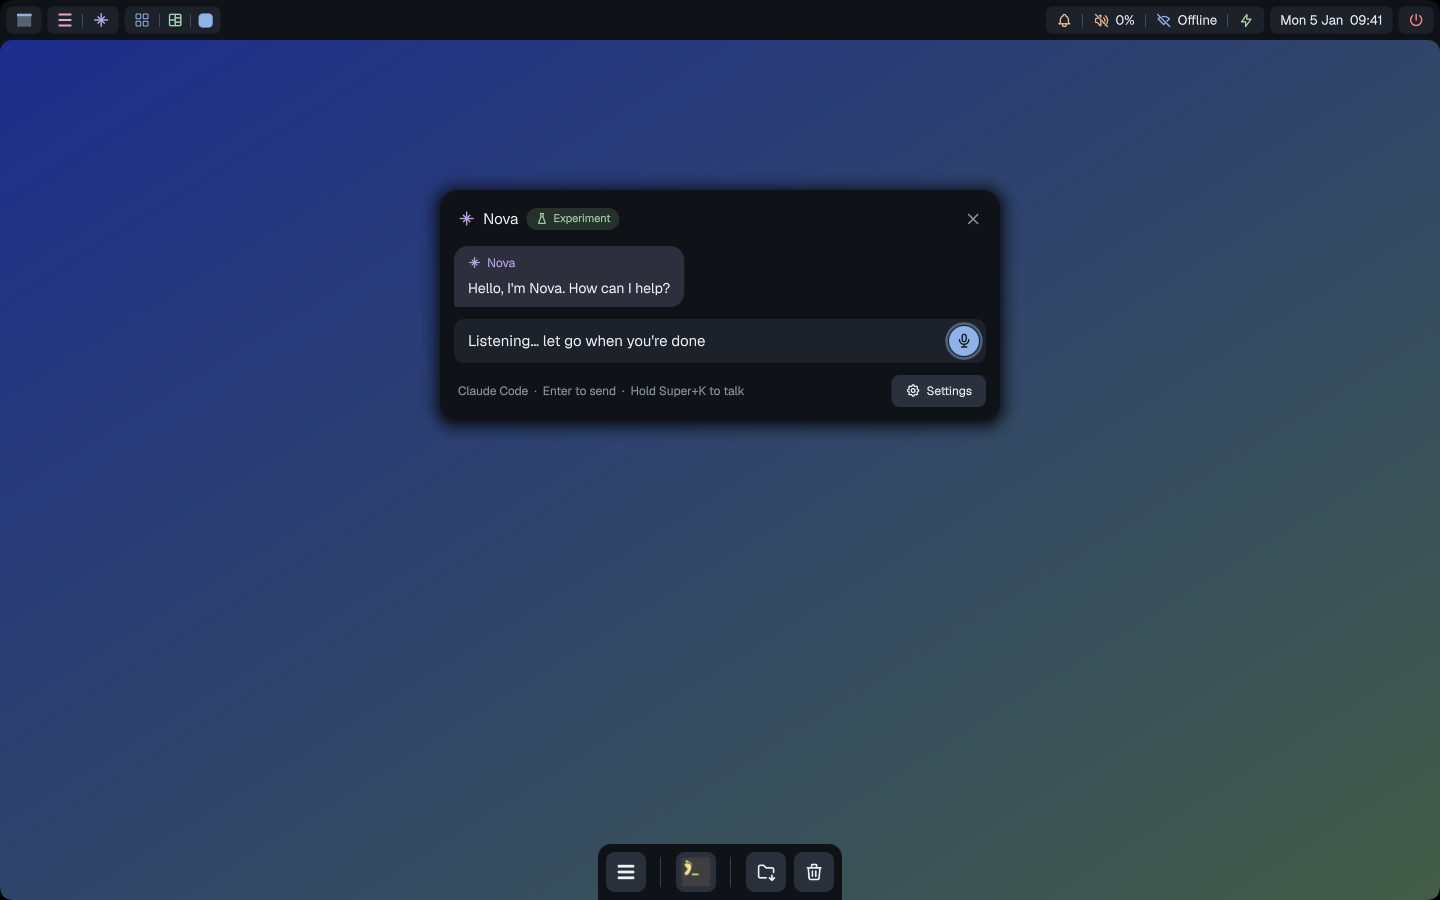 0%
Offline
Mon 5 Jan 09:41
Nova
Experiment
Nova
Hello, I'm Nova. How can I help?
Listening... let go when you're done
Claude Code · Enter to send · Hold Super+K to talk
Settings